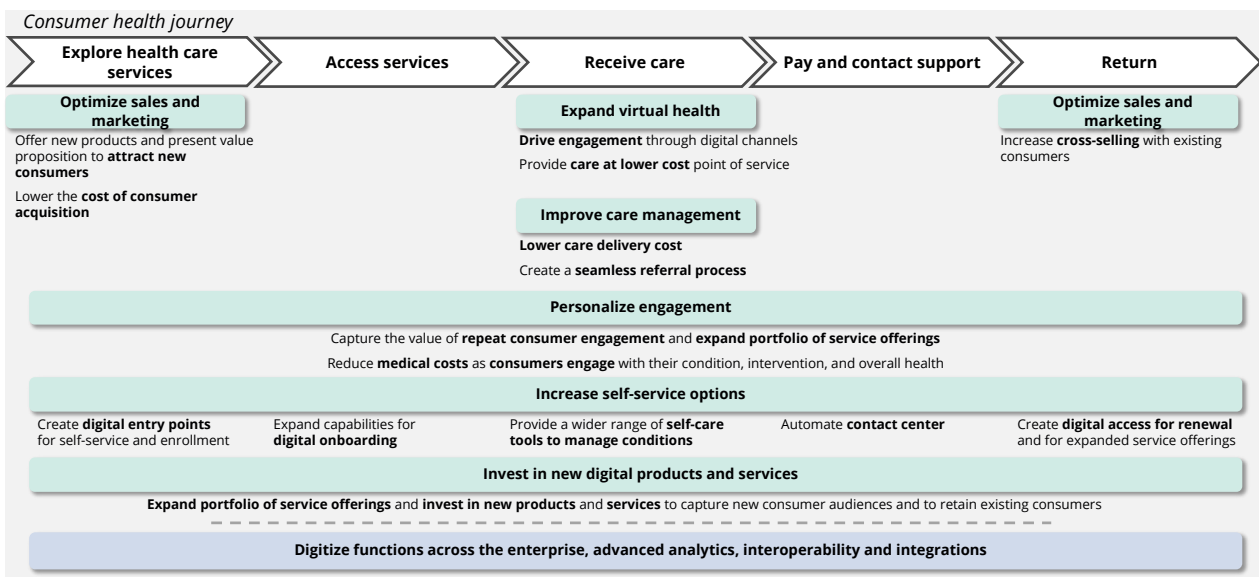 Consumer health journey
Explore health care
services
Access services
Receive care
Pay and contact support
Return
Optimize sales and
marketing
Offer new products and present value
proposition to attract new
consumers
Lower the cost of consumer
acquisition
Expand virtual health
Drive engagement through digital channels
Provide care at lower cost point of service
Improve care management
Lower care delivery cost
Create a seamless referral process
Optimize sales and
marketing
Increase cross-selling with existing
consumers
Personalize engagement
Capture the value of repeat consumer engagement and expand portfolio of service offerings
Reduce medical costs as consumers engage with their condition, intervention, and overall health
Increase self-service options
Create digital entry points
for self-service and enrollment
Expand capabilities for
digital onboarding
Provide a wider range of self-care
tools to manage conditions
Automate contact center
Create digital access for renewal
and for expanded service offerings
Invest in new digital products and services
Expand portfolio of service offerings and invest in new products and services to capture new consumer audiences and to retain existing consumers
Digitize functions across the enterprise, advanced analytics, interoperability and integrations